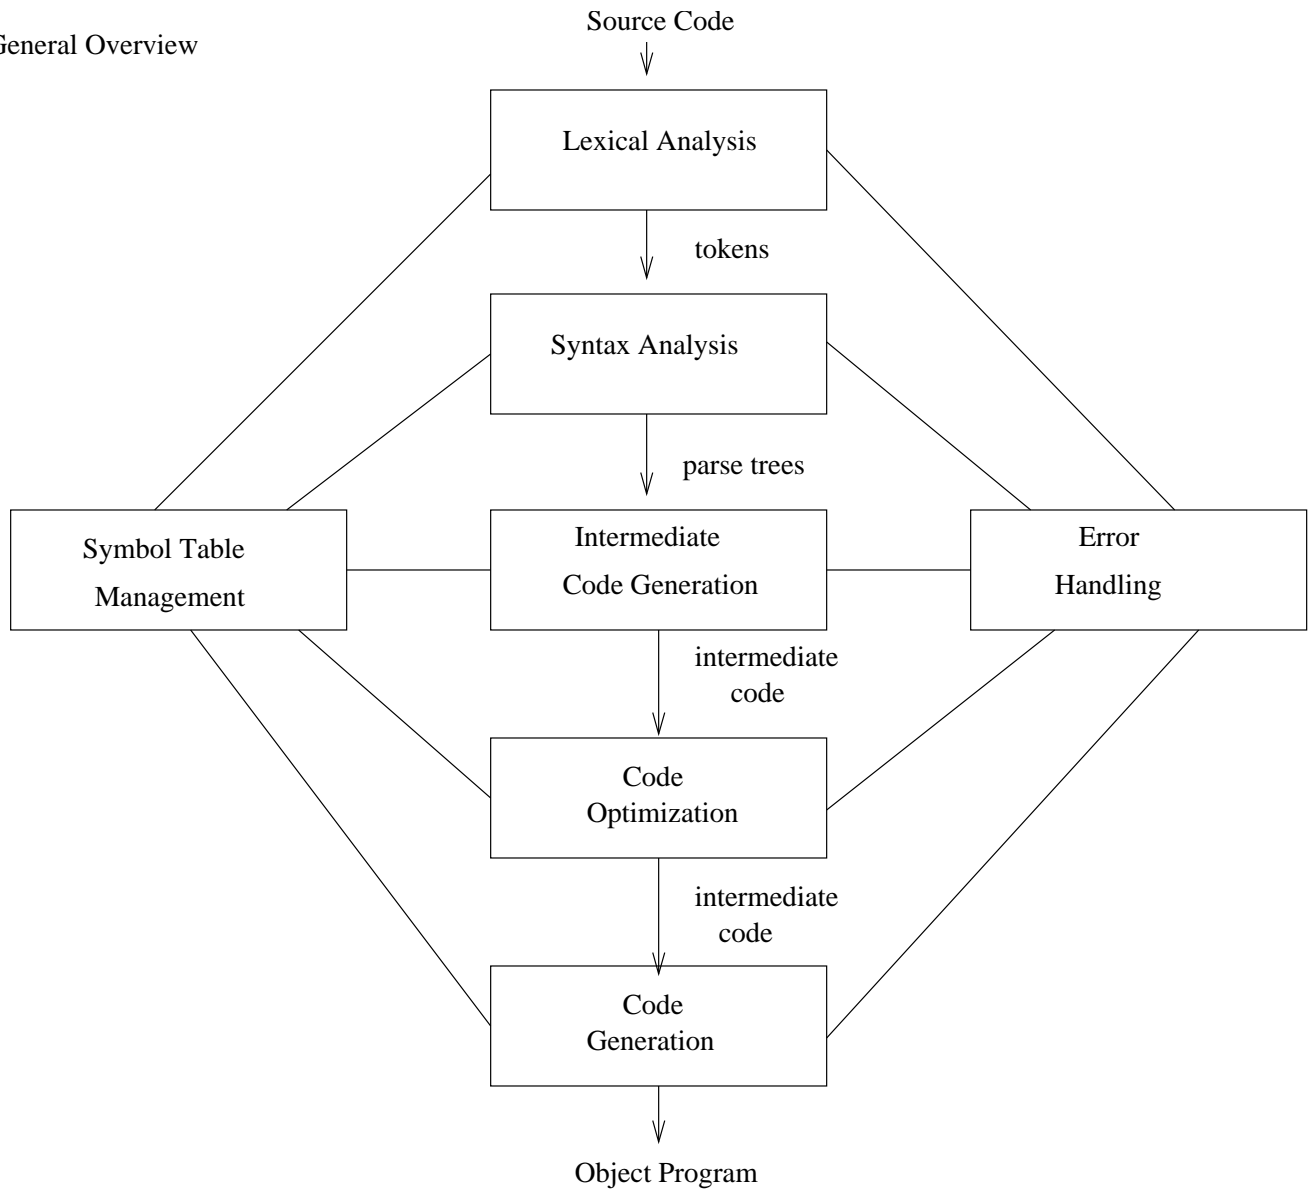 Source Code
General Overview
Lexical Analysis
tokens
Syntax Analysis
parse trees
Symbol Table
Management
Intermediate
Code Generation
Error
Handling
intermediate
code
Code
Optimization
intermediate
code
Code
Generation
Object Program